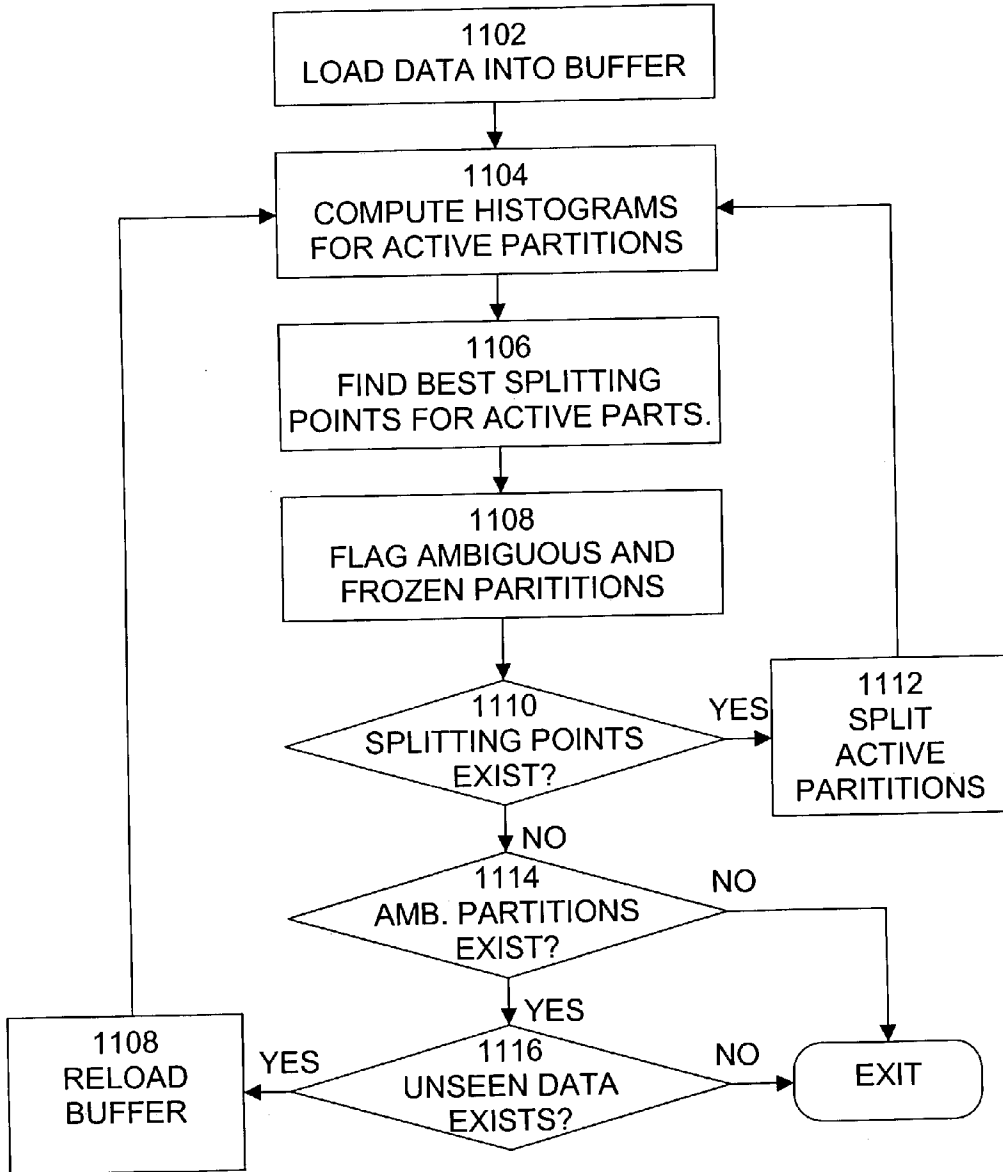 1102
LOAD DATA INTO BUFFER
1104
COMPUTE HISTOGRAMS
FOR ACTIVE PARTITIONS
1106
FIND BEST SPLITTING
POINTS FOR ACTIVE PARTS.
1108
FLAG AMBIGUOUS AND
FROZEN PARITITIONS
1110
SPLITTING POINTS
EXIST?
YES
1112
SPLIT
ACTIVE
PARITITIONS
NO
1114
AMB. PARTITIONS
EXIST?
NO
YES
1116
UNSEEN DATA
EXISTS?
YES
1108
RELOAD
BUFFER
NO
EXIT